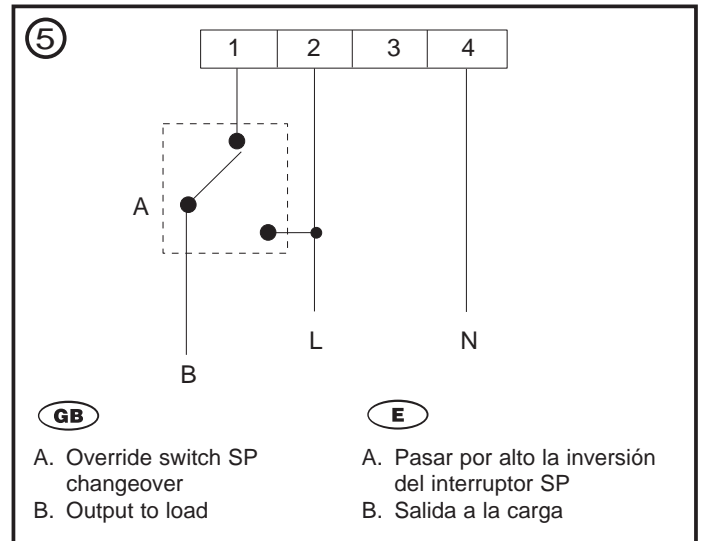 5
1 2 3 4
A
L N
B
GB
A. Override switch SP
changeover
B. Output to load
E
A. Pasar por alto la inversión
del interruptor SP
B. Salida a la carga